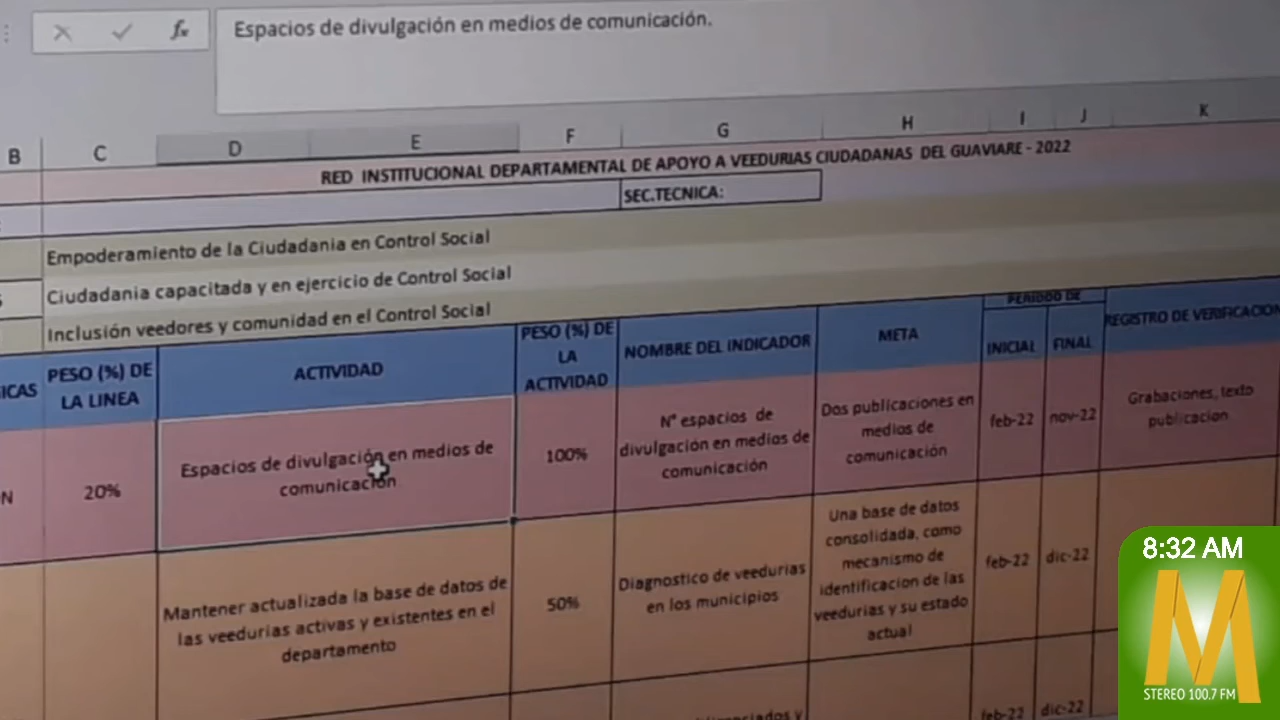 Espacios de divulgación en medios de comunicación.
B C D E F G H I J K
RED INSTITUCIONAL DEPARTAMENTAL DE APOYO A VEEDURIAS CIUDADANAS DEL GUAVIARE - 2022
SEC.TECNICA:
Empoderamiento de la Ciudadania en Control Social
Ciudadania capacitada y en ejercicio de Control Social
Inclusión veedores y comunidad en el Control Social
PESO (%) DE
LA LINEA
ACTIVIDAD
PESO (%) DE
LA
ACTIVIDAD
NOMBRE DEL INDICADOR
META
PERIODO DE
INICIAL
FINAL
REGISTRO DE VERIFICACION
20%
Espacios de divulgación en medios de
comunicación
100%
N° espacios de
divulgación en medios de
comunicación
Dos publicaciones en
medios de
comunicación
feb-22
nov-22
Grabaciones, texto
publicacion
Mantener actualizada la base de datos de
las veedurias activas y existentes en el
departamento
50%
Diagnostico de veedurias
en los municipios
Una base de datos
consolidada, como
mecanismo de
identificacion de las
veedurias y su estado
actual
feb-22
dic-22
feb-22
dic-22
8:32 AM
M
STEREO 100.7 FM